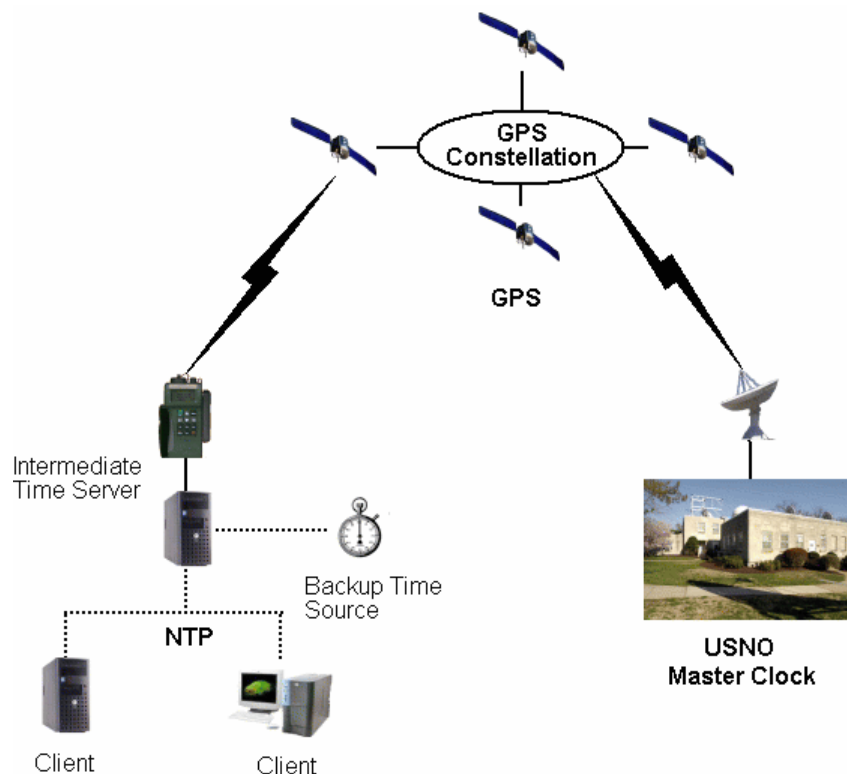 GPS
Constellation
GPS
Intermediate
Time Server
Backup Time
Source
NTP
USNO
Master Clock
Client
Client